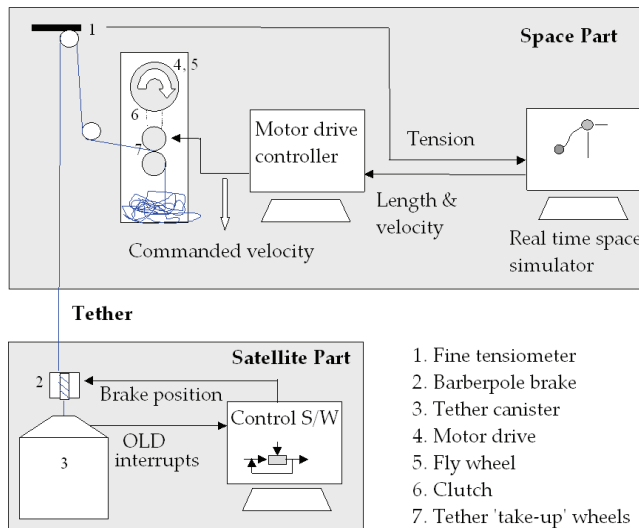 Space Part
1
4, 5
6
7
Motor drive
controller
Tension
Length &
velocity
Commanded velocity
Real time space
simulator
Tether
Satellite Part
2
Brake position
Control S/W
OLD
interrupts
3
1. Fine tensiometer
2. Barberpole brake
3. Tether canister
4. Motor drive
5. Fly wheel
6. Clutch
7. Tether 'take-up' wheels